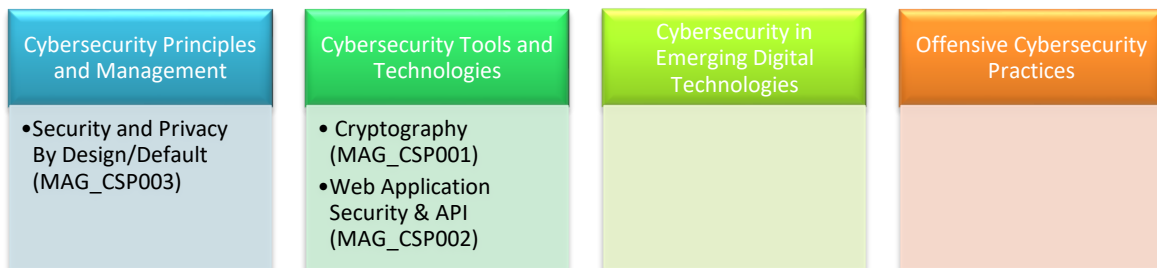 Cybersecurity Principles
and Management
•Security and Privacy
By Design/Default
(MAG_CSP003)
Cybersecurity Tools and
Technologies
• Cryptography
(MAG_CSP001)
•Web Application
Security & API
(MAG_CSP002)
Cybersecurity in
Emerging Digital
Technologies
Offensive Cybersecurity
Practices